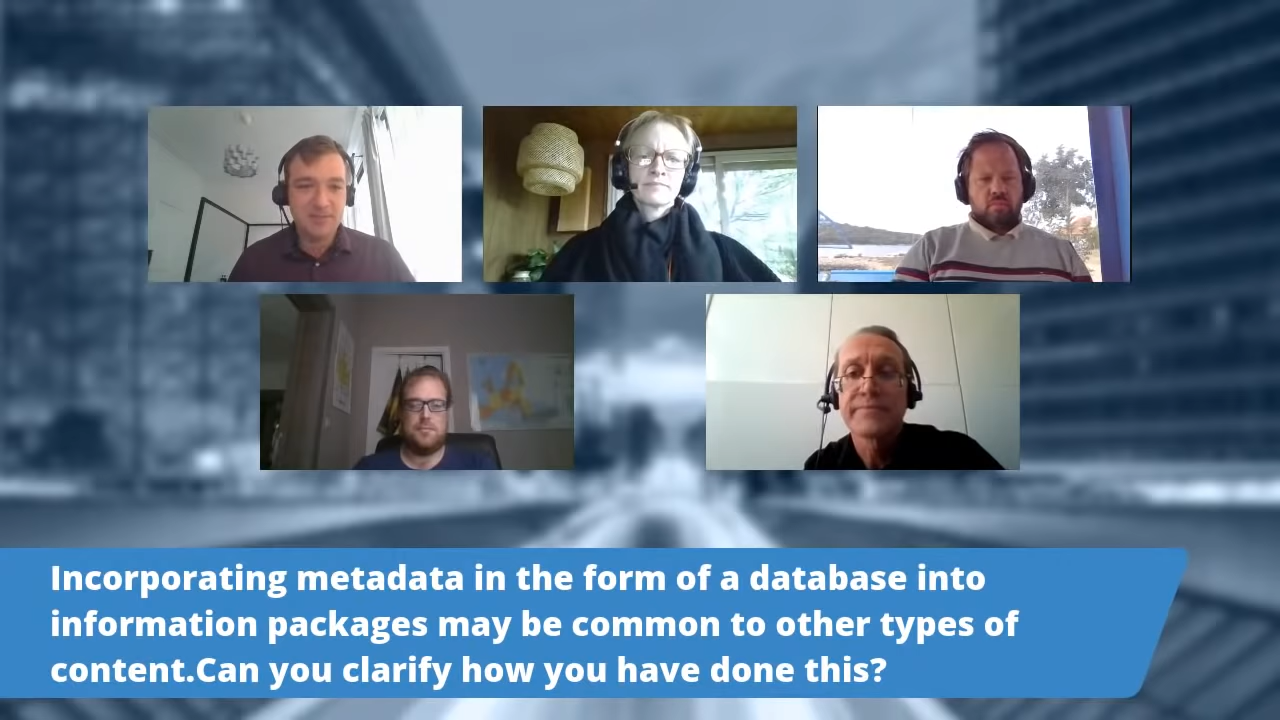 Incorporating metadata in the form of a database into
information packages may be common to other types of
content.Can you clarify how you have done this?